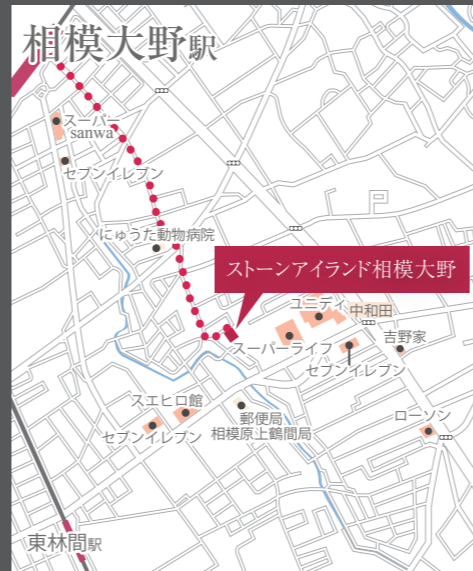 相模大野駅
スーパー
sanwa
セブンイレブン
にゅうた動物病院
ストーンアイランド相模大野
ユニディ
中和田
スーパーライフ
吉野家
セブンイレブン
スエヒロ館
セブンイレブン
郵便局
相模原上鶴間局
ローソン
東林間駅